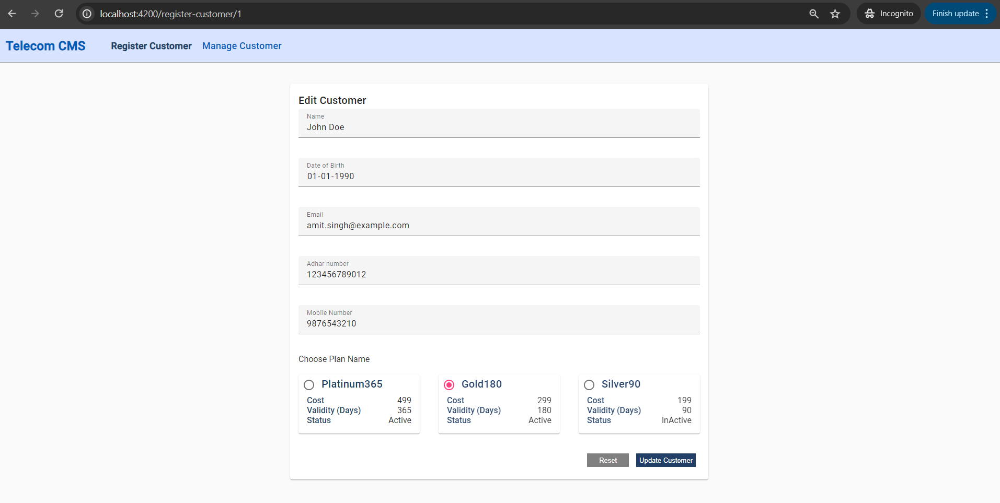 localhost:4200/register-customer/1 Incognito Finish update
Telecom CMS Register Customer Manage Customer
Edit Customer
Name
John Doe
Date of Birth
01-01-1990
Email
amit.singh@example.com
Adhar number
123456789012
Mobile Number
9876543210
Choose Plan Name
Platinum365
Cost 499
Validity (Days) 365
Status Active
Gold180
Cost 299
Validity (Days) 180
Status Active
Silver90
Cost 199
Validity (Days) 90
Status InActive
Reset Update Customer